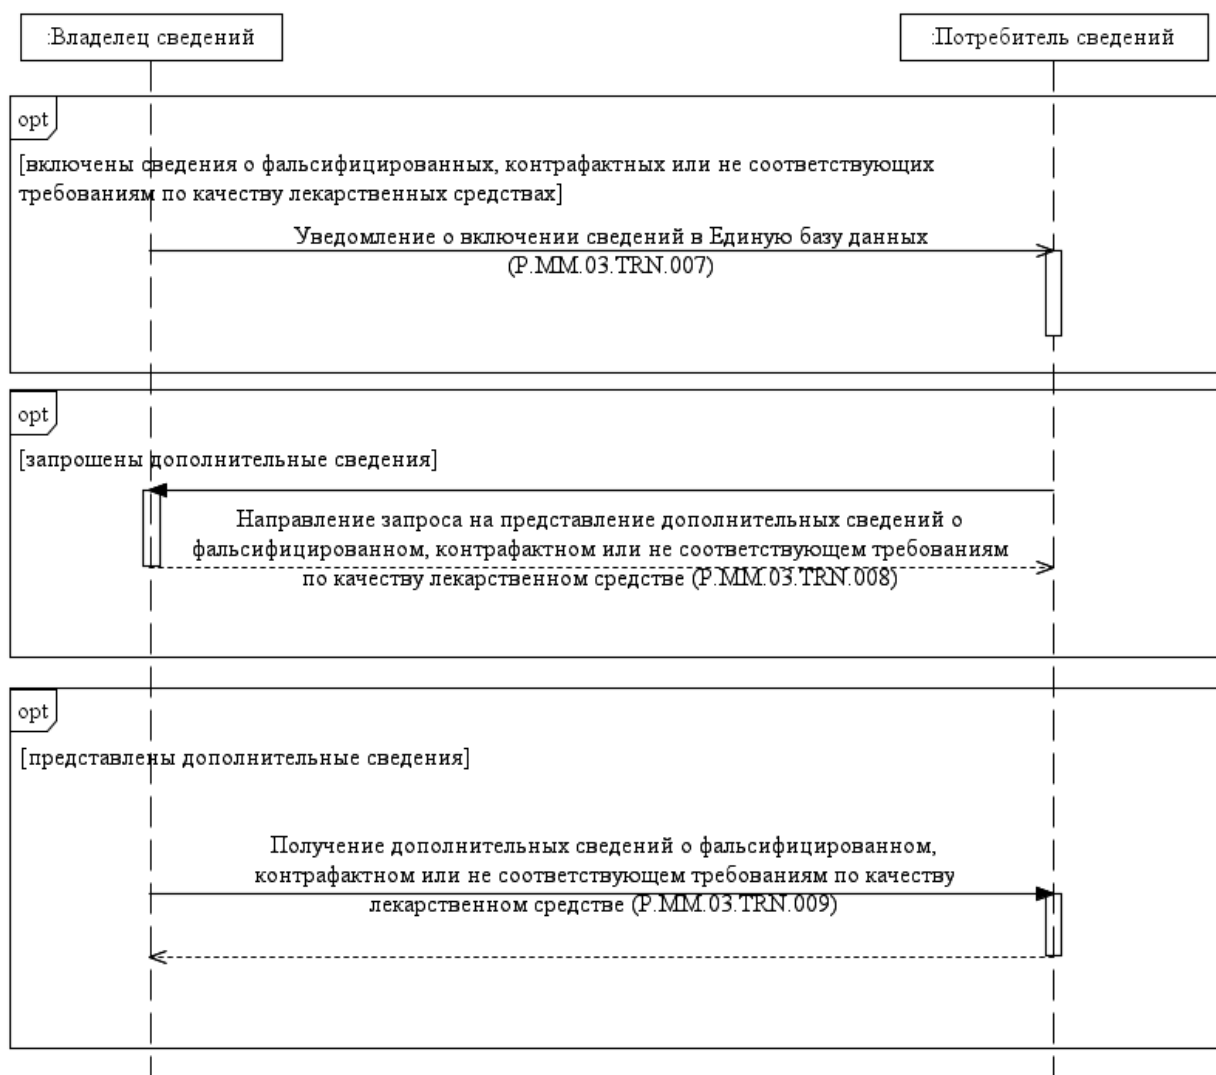 :Владелец сведений
:Потребитель сведений
opt
[включены сведения о фальсифицированных, контрафактных или не соответствующих
требованиям по качеству лекарственных средствах]
Уведомление о включении сведений в Единую базу данных
(P.MM.03.TRN.007)
opt
[запрошены дополнительные сведения]
Направление запроса на представление дополнительных сведений о
фальсифицированном, контрафактном или не соответствующем требованиям
по качеству лекарственном средстве (P.MM.03.TRN.008)
opt
[представлены дополнительные сведения]
Получение дополнительных сведений о фальсифицированном,
контрафактном или не соответствующем требованиям по качеству
лекарственном средстве (P.MM.03.TRN.009)